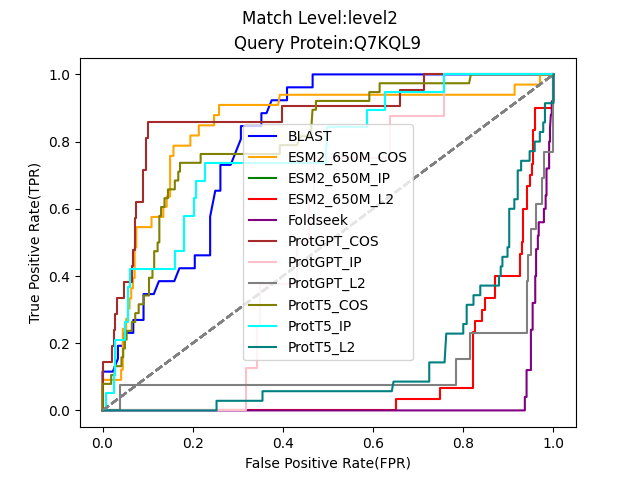 Match Level:level2
Query Protein:Q7KQL9
True Positive Rate(TPR)
1.0
0.8
0.6
0.4
0.2
0.0
BLAST
ESM2_650M_COS
ESM2_650M_IP
ESM2_650M_L2
Foldseek
ProtGPT_COS
ProtGPT_IP
ProtGPT_L2
ProtT5_COS
ProtT5_IP
ProtT5_L2
0.0 0.2 0.4 0.6 0.8 1.0
False Positive Rate(FPR)